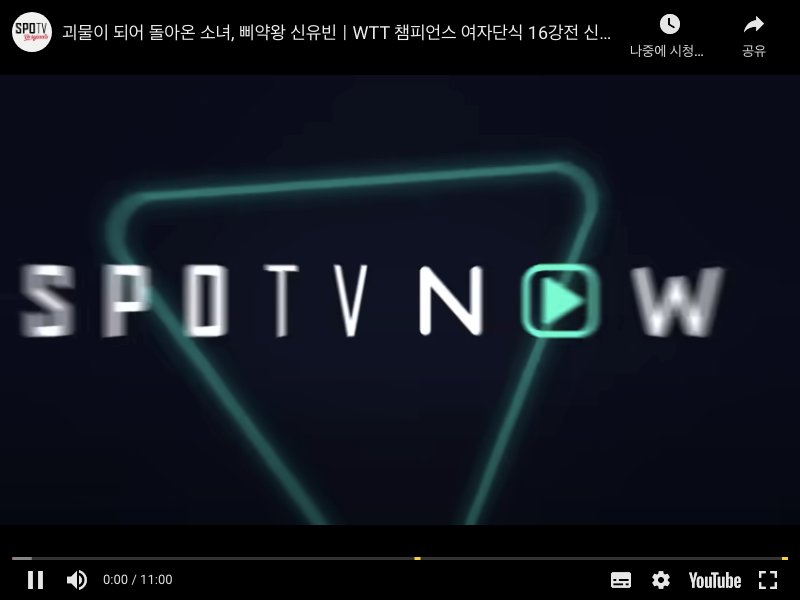 SPOTV
괴물이 되어 돌아온 소녀, 삐약왕 신유빈 | WTT 챔피언스 여자단식 16강전 신...
나중에 시청...
공유
SPOTV NOW
0:00 / 11:00
YouTube